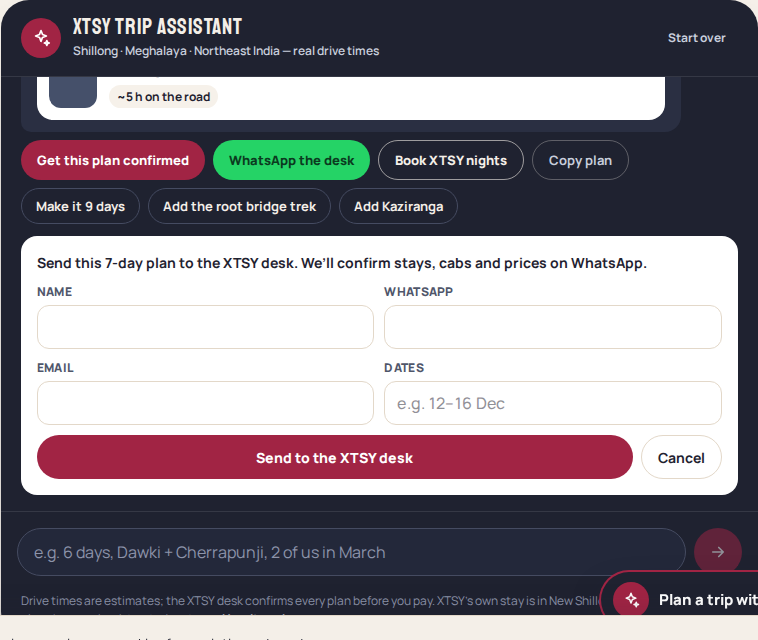 XTSY TRIP ASSISTANT
Shillong · Meghalaya · Northeast India — real drive times
Start over
~5 h on the road
Get this plan confirmed
WhatsApp the desk
Book XTSY nights
Copy plan
Make it 9 days
Add the root bridge trek
Add Kaziranga
Send this 7-day plan to the XTSY desk. We’ll confirm stays, cabs and prices on WhatsApp.
NAME
WHATSAPP
EMAIL
DATES
e.g. 12–16 Dec
Send to the XTSY desk
Cancel
e.g. 6 days, Dawki + Cherrapunji, 2 of us in March
Drive times are estimates; the XTSY desk confirms every plan before you pay. XTSY’s own stay is in New
Plan a trip